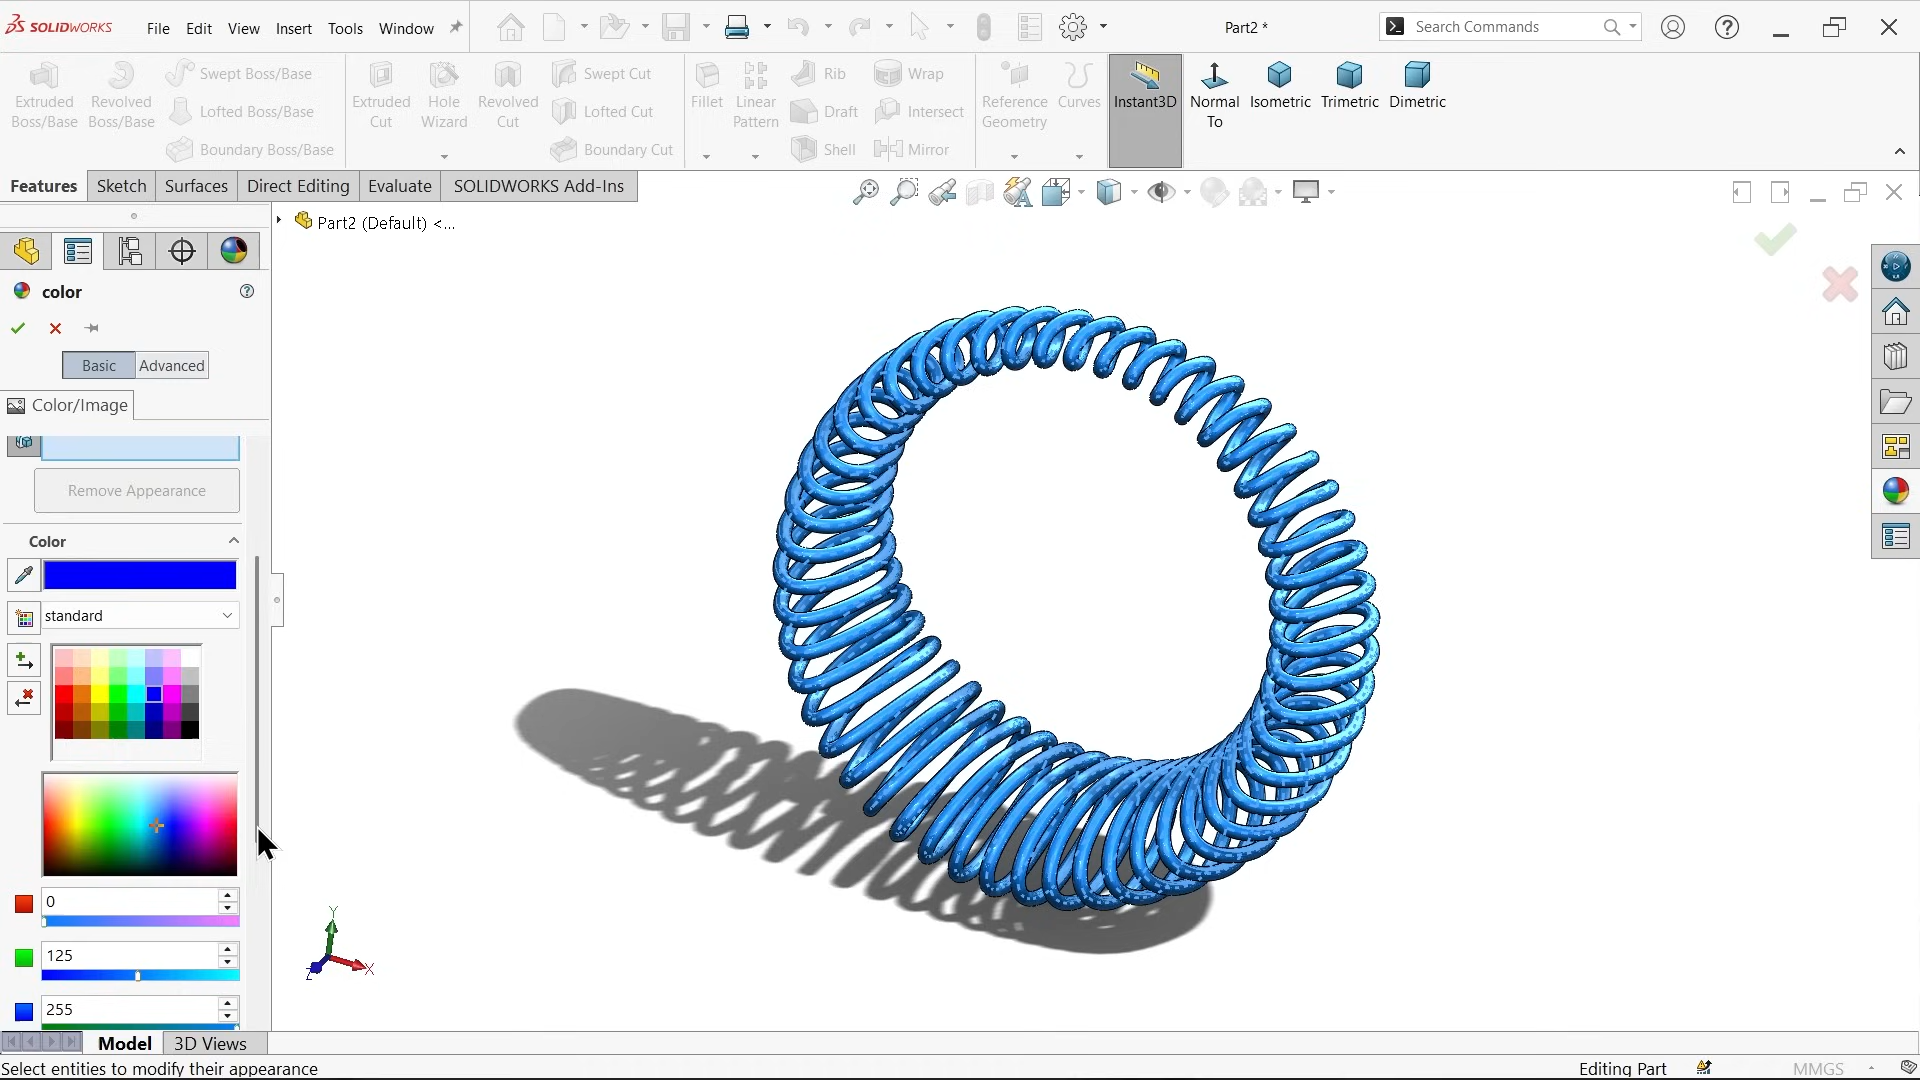 SOLIDWORKS File Edit View Insert Tools Window Part2 * Search Commands
Extruded Boss/Base
Revolved Boss/Base
Swept Boss/Base
Lofted Boss/Base
Boundary Boss/Base
Extruded Cut
Hole Wizard
Revolved Cut
Swept Cut
Lofted Cut
Boundary Cut
Fillet
Linear Pattern
Rib
Draft
Shell
Wrap
Intersect
Mirror
Reference Geometry
Curves
Instant3D
Normal To
Isometric
Trimetric
Dimetric
Features Sketch Surfaces Direct Editing Evaluate SOLIDWORKS Add-Ins
Part2 (Default) <...
color
Basic Advanced
Color/Image
Remove Appearance
Color
standard
0
125
255
Y
X
Z
Model 3D Views
Select entities to modify their appearance Editing Part MMGS